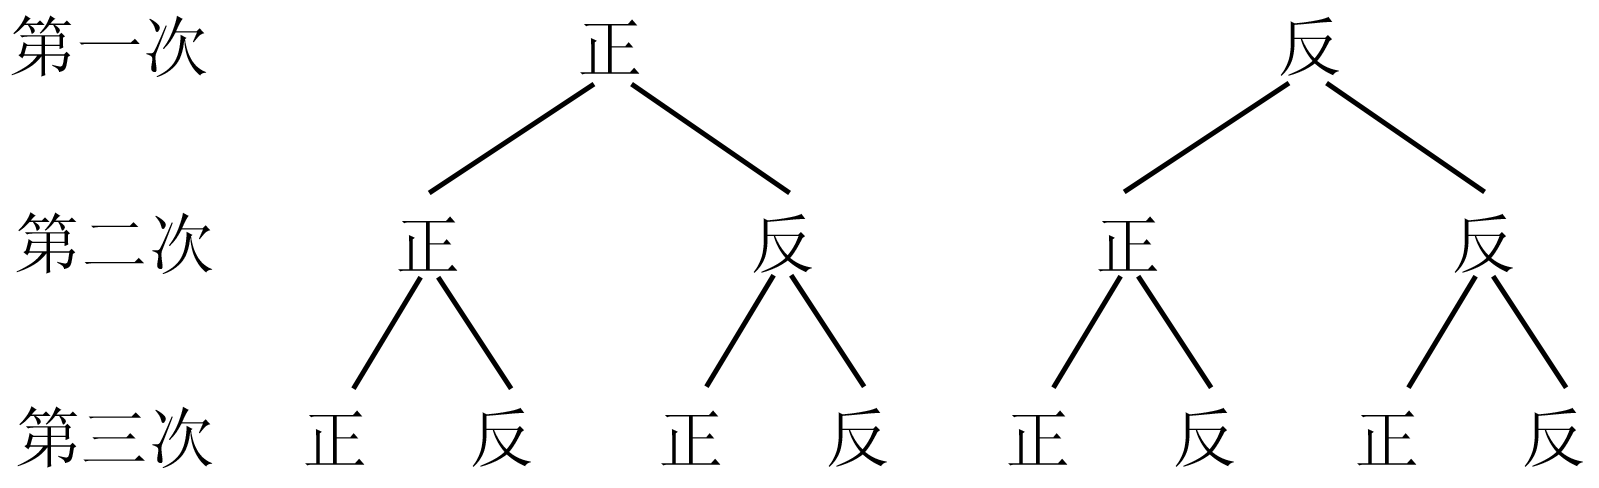 第一次 正 反
第二次 正 反 正 反
第三次 正 反 正 反 正 反 正 反